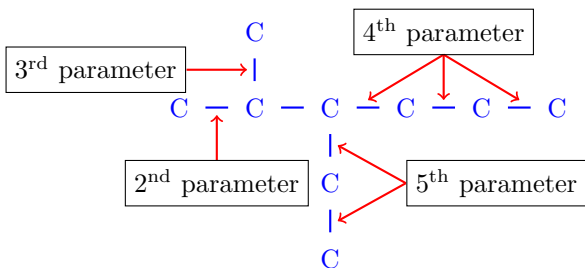 C
4th parameter
3rd parameter
C C C C C C
2nd parameter
C
5th parameter
C